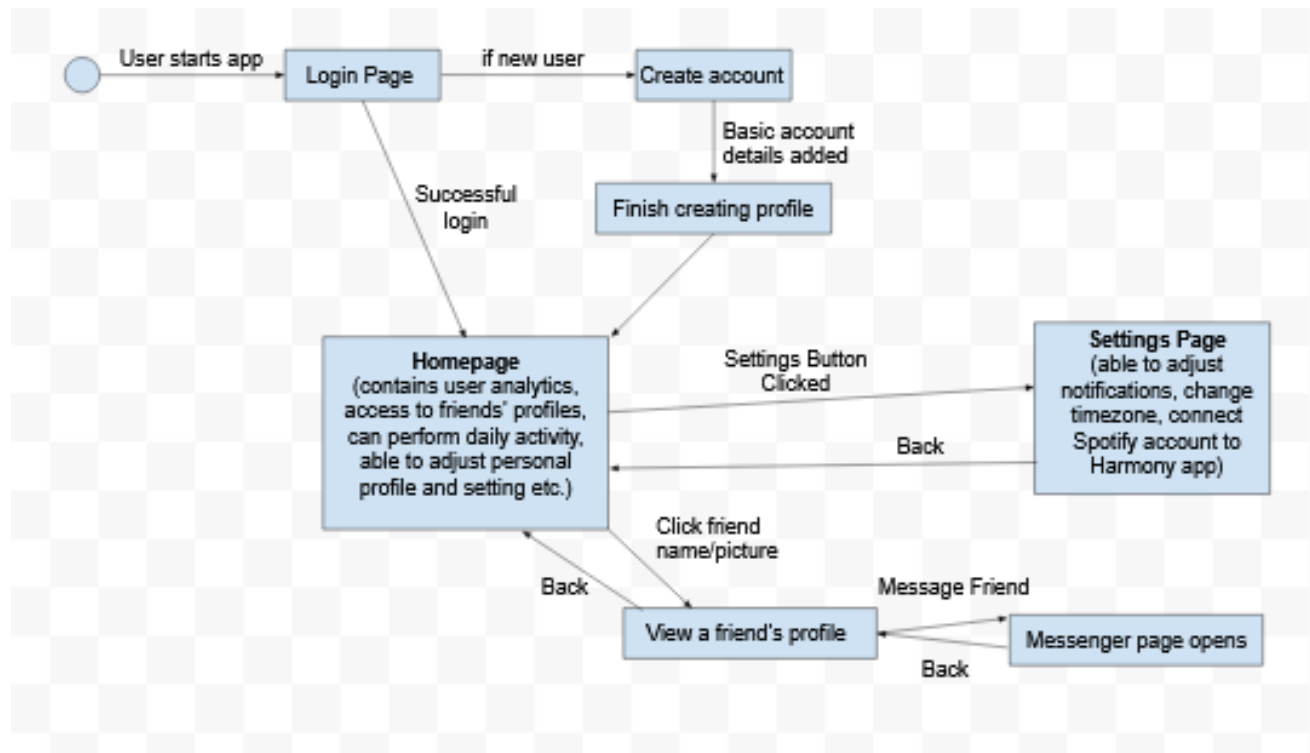 User starts app
Login Page
if new user
Create account
Basic account
details added
Successful
login
Finish creating profile
Homepage
(contains user analytics,
access to friends' profiles,
can perform daily activity,
able to adjust personal
profile and setting etc.)
Settings Button
Clicked
Settings Page
(able to adjust
notifications, change
timezone, connect
Spotify account to
Harmony app)
Back
Click friend
name/picture
Back
View a friend's profile
Message Friend
Messenger page opens
Back